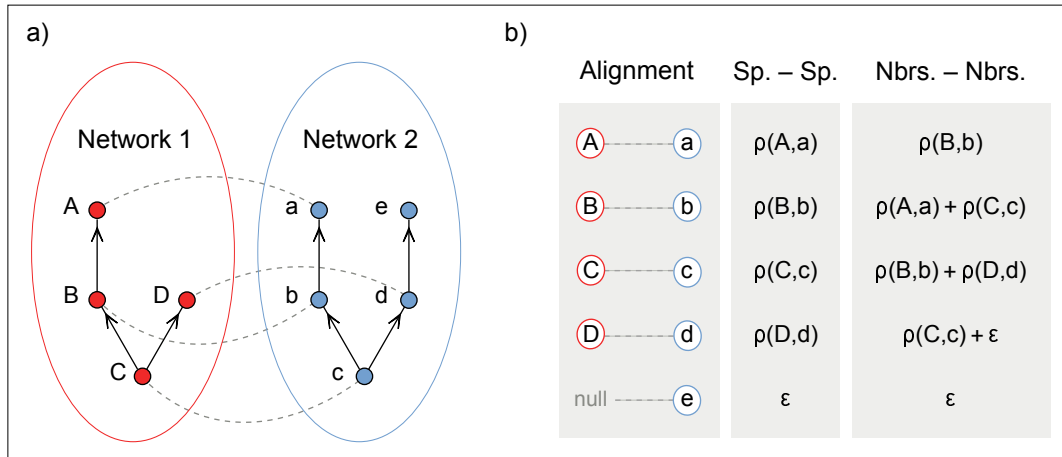 a)
Network 1
Network 2
A
a
e
B
D
b
d
C
c
b)
Alignment
Sp. – Sp.
Nbrs. – Nbrs.
A a ρ(A,a) ρ(B,b)
B b ρ(B,b) ρ(A,a) + ρ(C,c)
C c ρ(C,c) ρ(B,b) + ρ(D,d)
D d ρ(D,d) ρ(C,c) + ε
null e ε ε